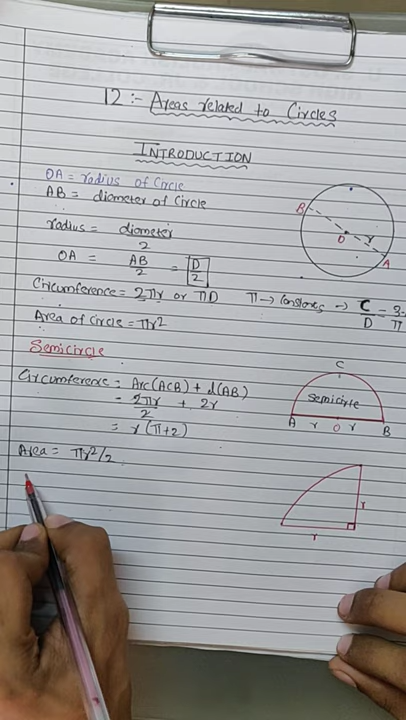 12 :- Areas related to Circles
INTRODUCTION
OA = radius of Circle
AB = diameter of Circle
radius = diameter
2
OA = AB = D
2 2
B
O r
A
Circumference = 2πr or πD π → constant → C = 3.
D π
Area of Circle = πr²
Semicircle
Circumference = Arc(ACB) + d(AB)
= 2πr + 2r
2
= r(π+2)
Area = πr²/2
C
Semicircle
A r O r B
r
r